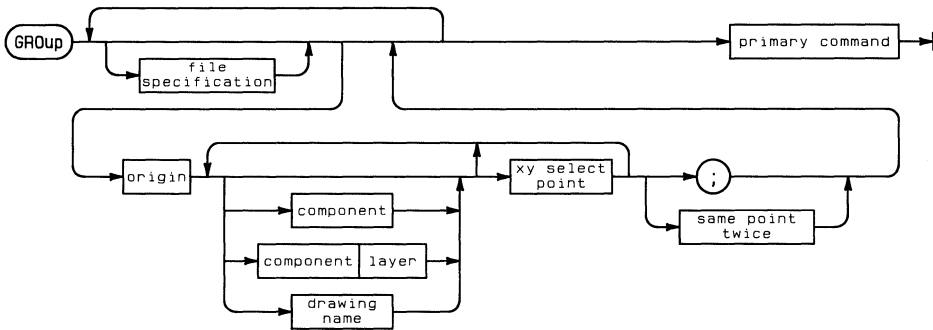 GROup
primary command
file
specification
origin
xy select
point
;
component
same point
twice
component layer
drawing
name